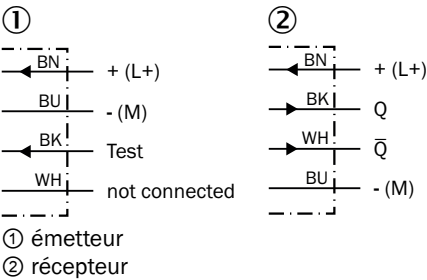 ①
BN + (L+)
BU - (M)
BK Test
WH not connected
②
BN + (L+)
BK Q
WH Q̅
BU - (M)
① émetteur
② récepteur